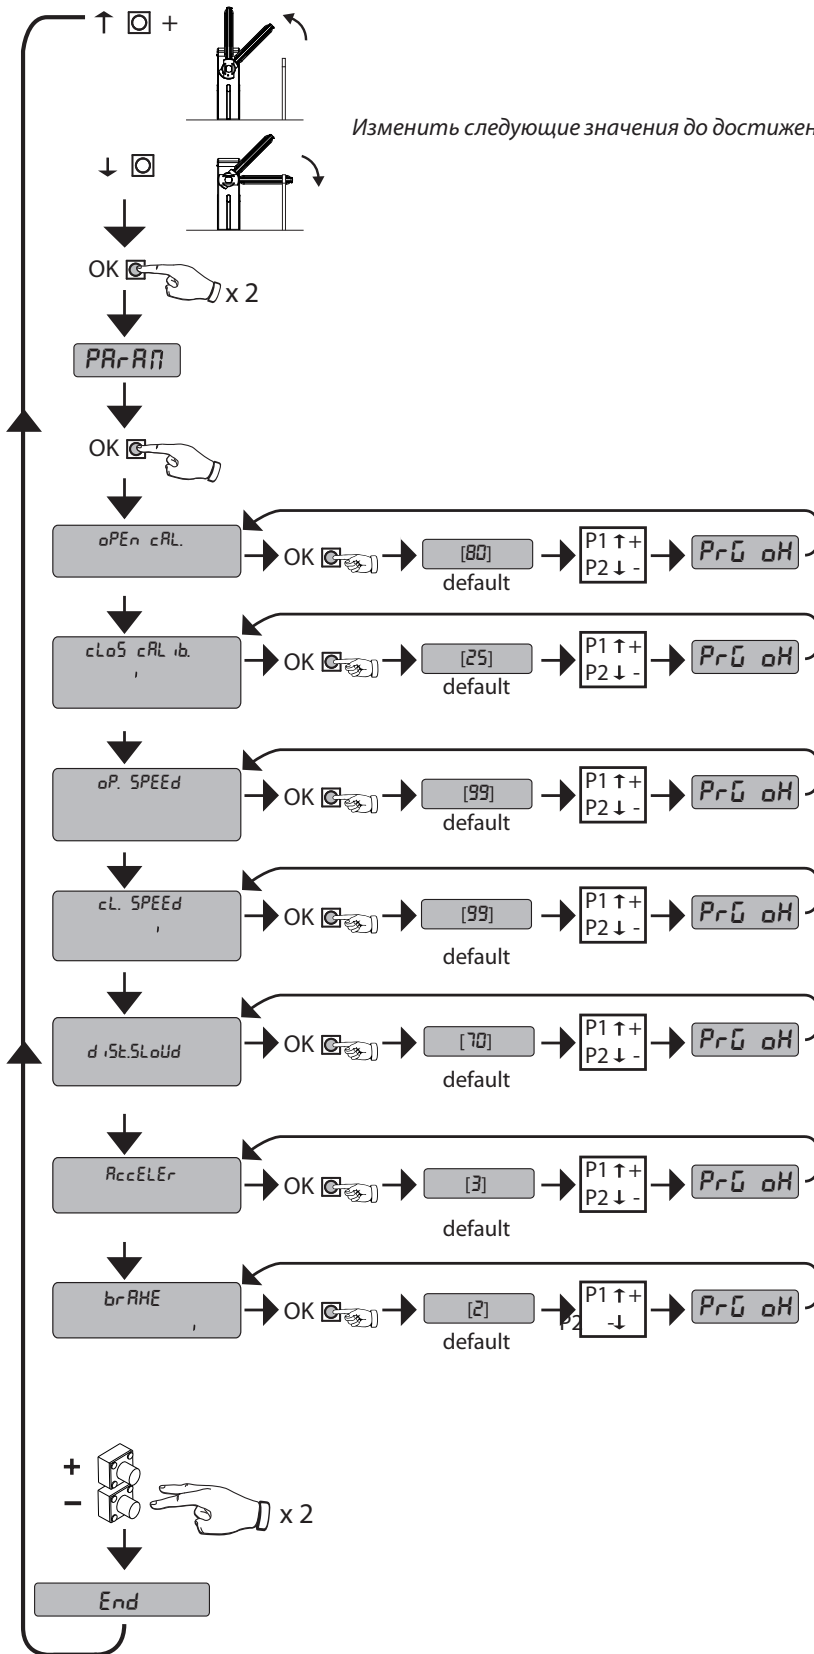 ↑ +
Изменить следующие значения до достижен
↓
OK x 2
PArAM
OK
oPEn cAL.
OK [80] P1 ↑ + PrG oK
default P2 ↓ -
cLoS cALib.
OK [25] P1 ↑ + PrG oK
default P2 ↓ -
oP. SPEEd
OK [99] P1 ↑ + PrG oK
default P2 ↓ -
cL. SPEEd
OK [99] P1 ↑ + PrG oK
P2 ↓ -
default
diSt.SLoUd
OK [70] P1 ↑ + PrG oK
P2 ↓ -
default
AccELEr
OK [3] P1 ↑ + PrG oK
P2 ↓ -
default
brAKE
OK [2] P1 ↑ + PrG oK
P2 -↓
default
+
-
x 2
End